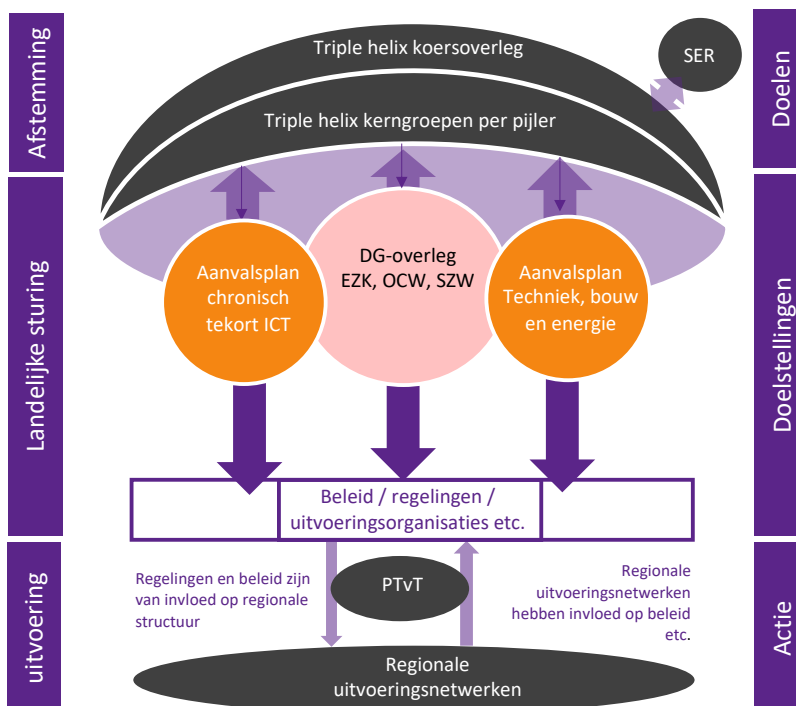 Afstemming
Landelijke sturing
uitvoering
Triple helix koersoverleg
SER
Triple helix kerngroepen per pijler
Aanvalsplan
chronisch
tekort ICT
DG-overleg
EZK, OCW, SZW
Aanvalsplan
Techniek, bouw
en energie
Beleid / regelingen /
uitvoeringsorganisaties etc.
Regelingen en beleid zijn
van invloed op regionale
structuur
PTvT
Regionale
uitvoeringsnetwerken
hebben invloed op beleid
etc.
Regionale
uitvoeringsnetwerken
Doelen
Doelstellingen
Actie